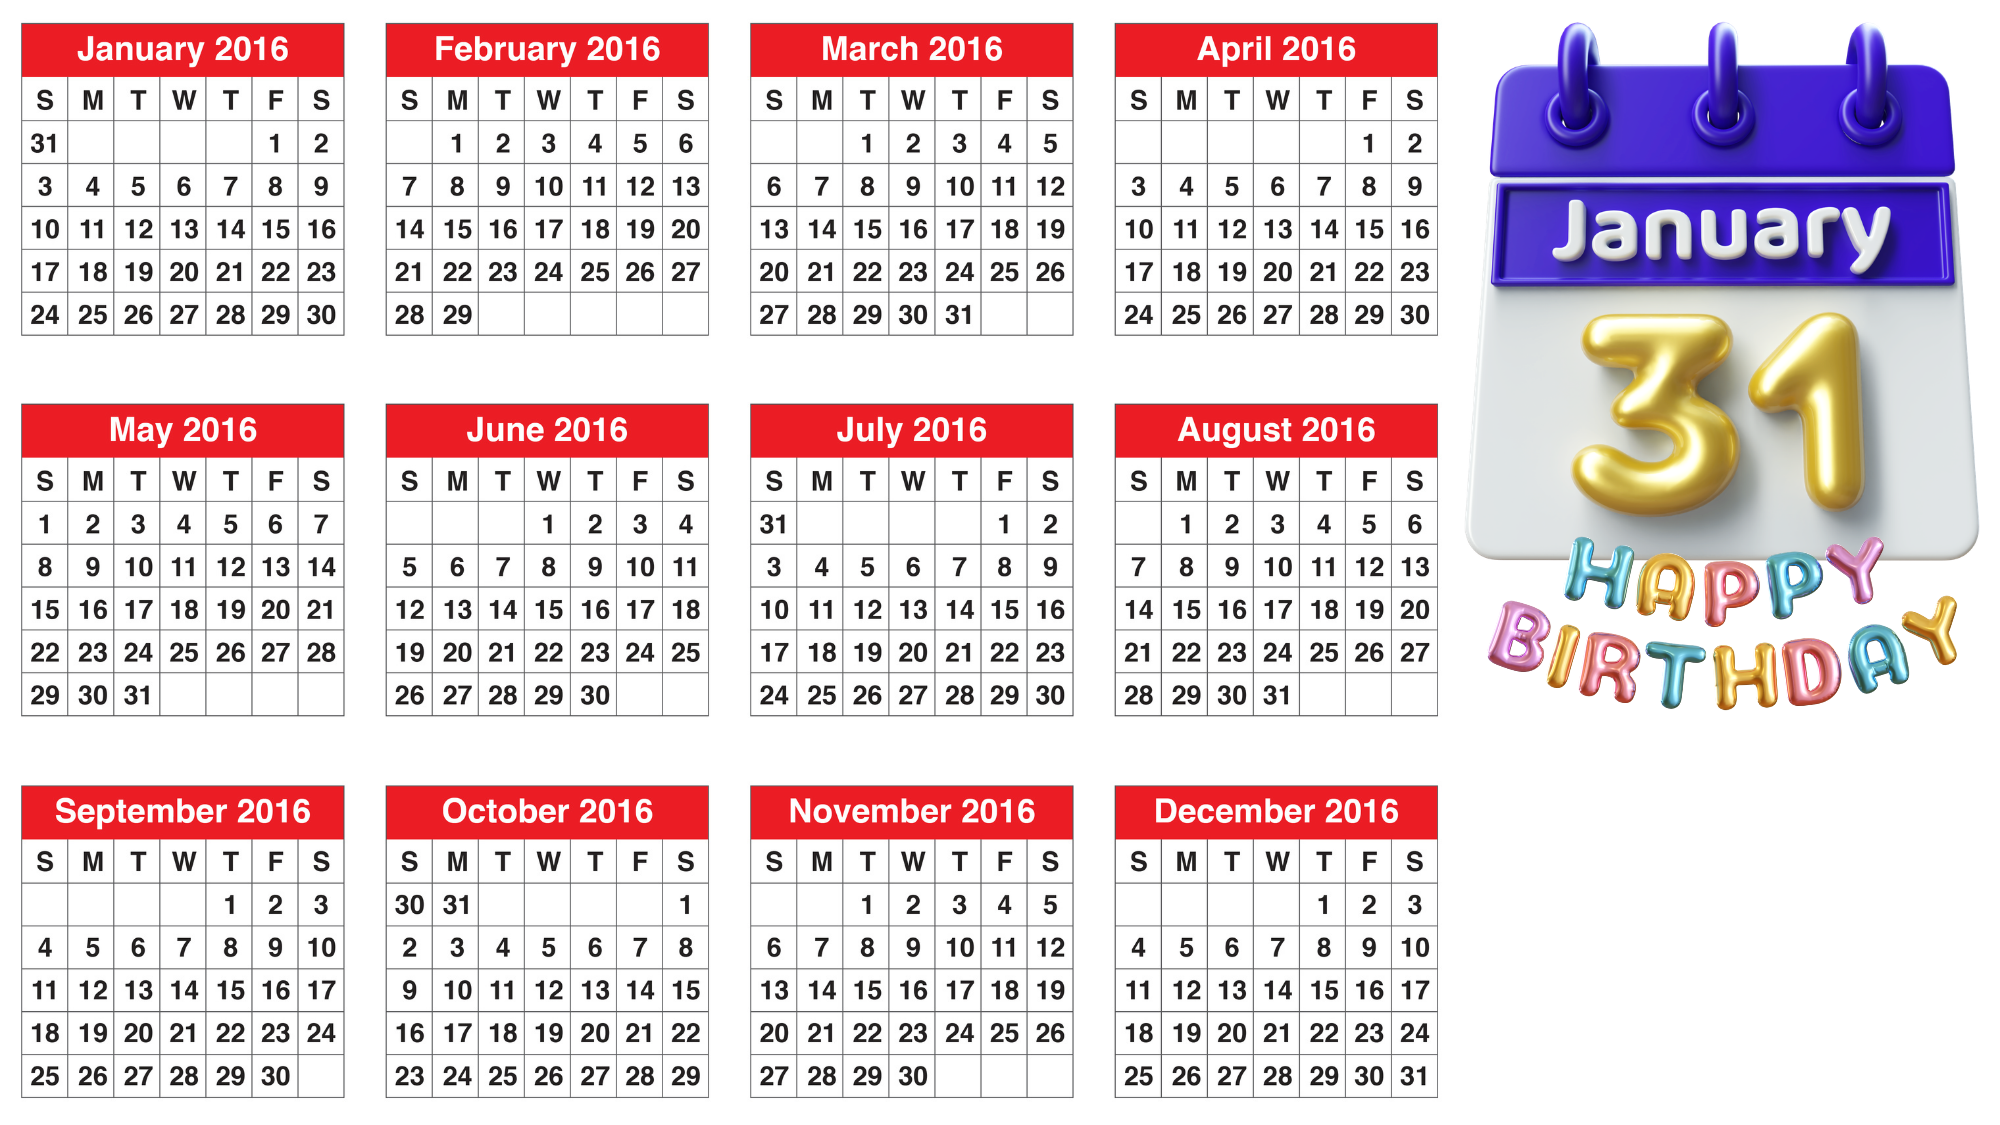 January 2016
S M T W T F S
31 1 2
3 4 5 6 7 8 9
10 11 12 13 14 15 16
17 18 19 20 21 22 23
24 25 26 27 28 29 30
February 2016
S M T W T F S
1 2 3 4 5 6
7 8 9 10 11 12 13
14 15 16 17 18 19 20
21 22 23 24 25 26 27
28 29
March 2016
S M T W T F S
1 2 3 4 5
6 7 8 9 10 11 12
13 14 15 16 17 18 19
20 21 22 23 24 25 26
27 28 29 30 31
April 2016
S M T W T F S
1 2
3 4 5 6 7 8 9
10 11 12 13 14 15 16
17 18 19 20 21 22 23
24 25 26 27 28 29 30
January
31
HAPPY
BIRTHDAY
May 2016
S M T W T F S
1 2 3 4 5 6 7
8 9 10 11 12 13 14
15 16 17 18 19 20 21
22 23 24 25 26 27 28
29 30 31
June 2016
S M T W T F S
1 2 3 4
5 6 7 8 9 10 11
12 13 14 15 16 17 18
19 20 21 22 23 24 25
26 27 28 29 30
July 2016
S M T W T F S
31 1 2
3 4 5 6 7 8 9
10 11 12 13 14 15 16
17 18 19 20 21 22 23
24 25 26 27 28 29 30
August 2016
S M T W T F S
1 2 3 4 5 6
7 8 9 10 11 12 13
14 15 16 17 18 19 20
21 22 23 24 25 26 27
28 29 30 31
September 2016
S M T W T F S
1 2 3
4 5 6 7 8 9 10
11 12 13 14 15 16 17
18 19 20 21 22 23 24
25 26 27 28 29 30
October 2016
S M T W T F S
30 31 1
2 3 4 5 6 7 8
9 10 11 12 13 14 15
16 17 18 19 20 21 22
23 24 25 26 27 28 29
November 2016
S M T W T F S
1 2 3 4 5
6 7 8 9 10 11 12
13 14 15 16 17 18 19
20 21 22 23 24 25 26
27 28 29 30
December 2016
S M T W T F S
1 2 3
4 5 6 7 8 9 10
11 12 13 14 15 16 17
18 19 20 21 22 23 24
25 26 27 28 29 30 31